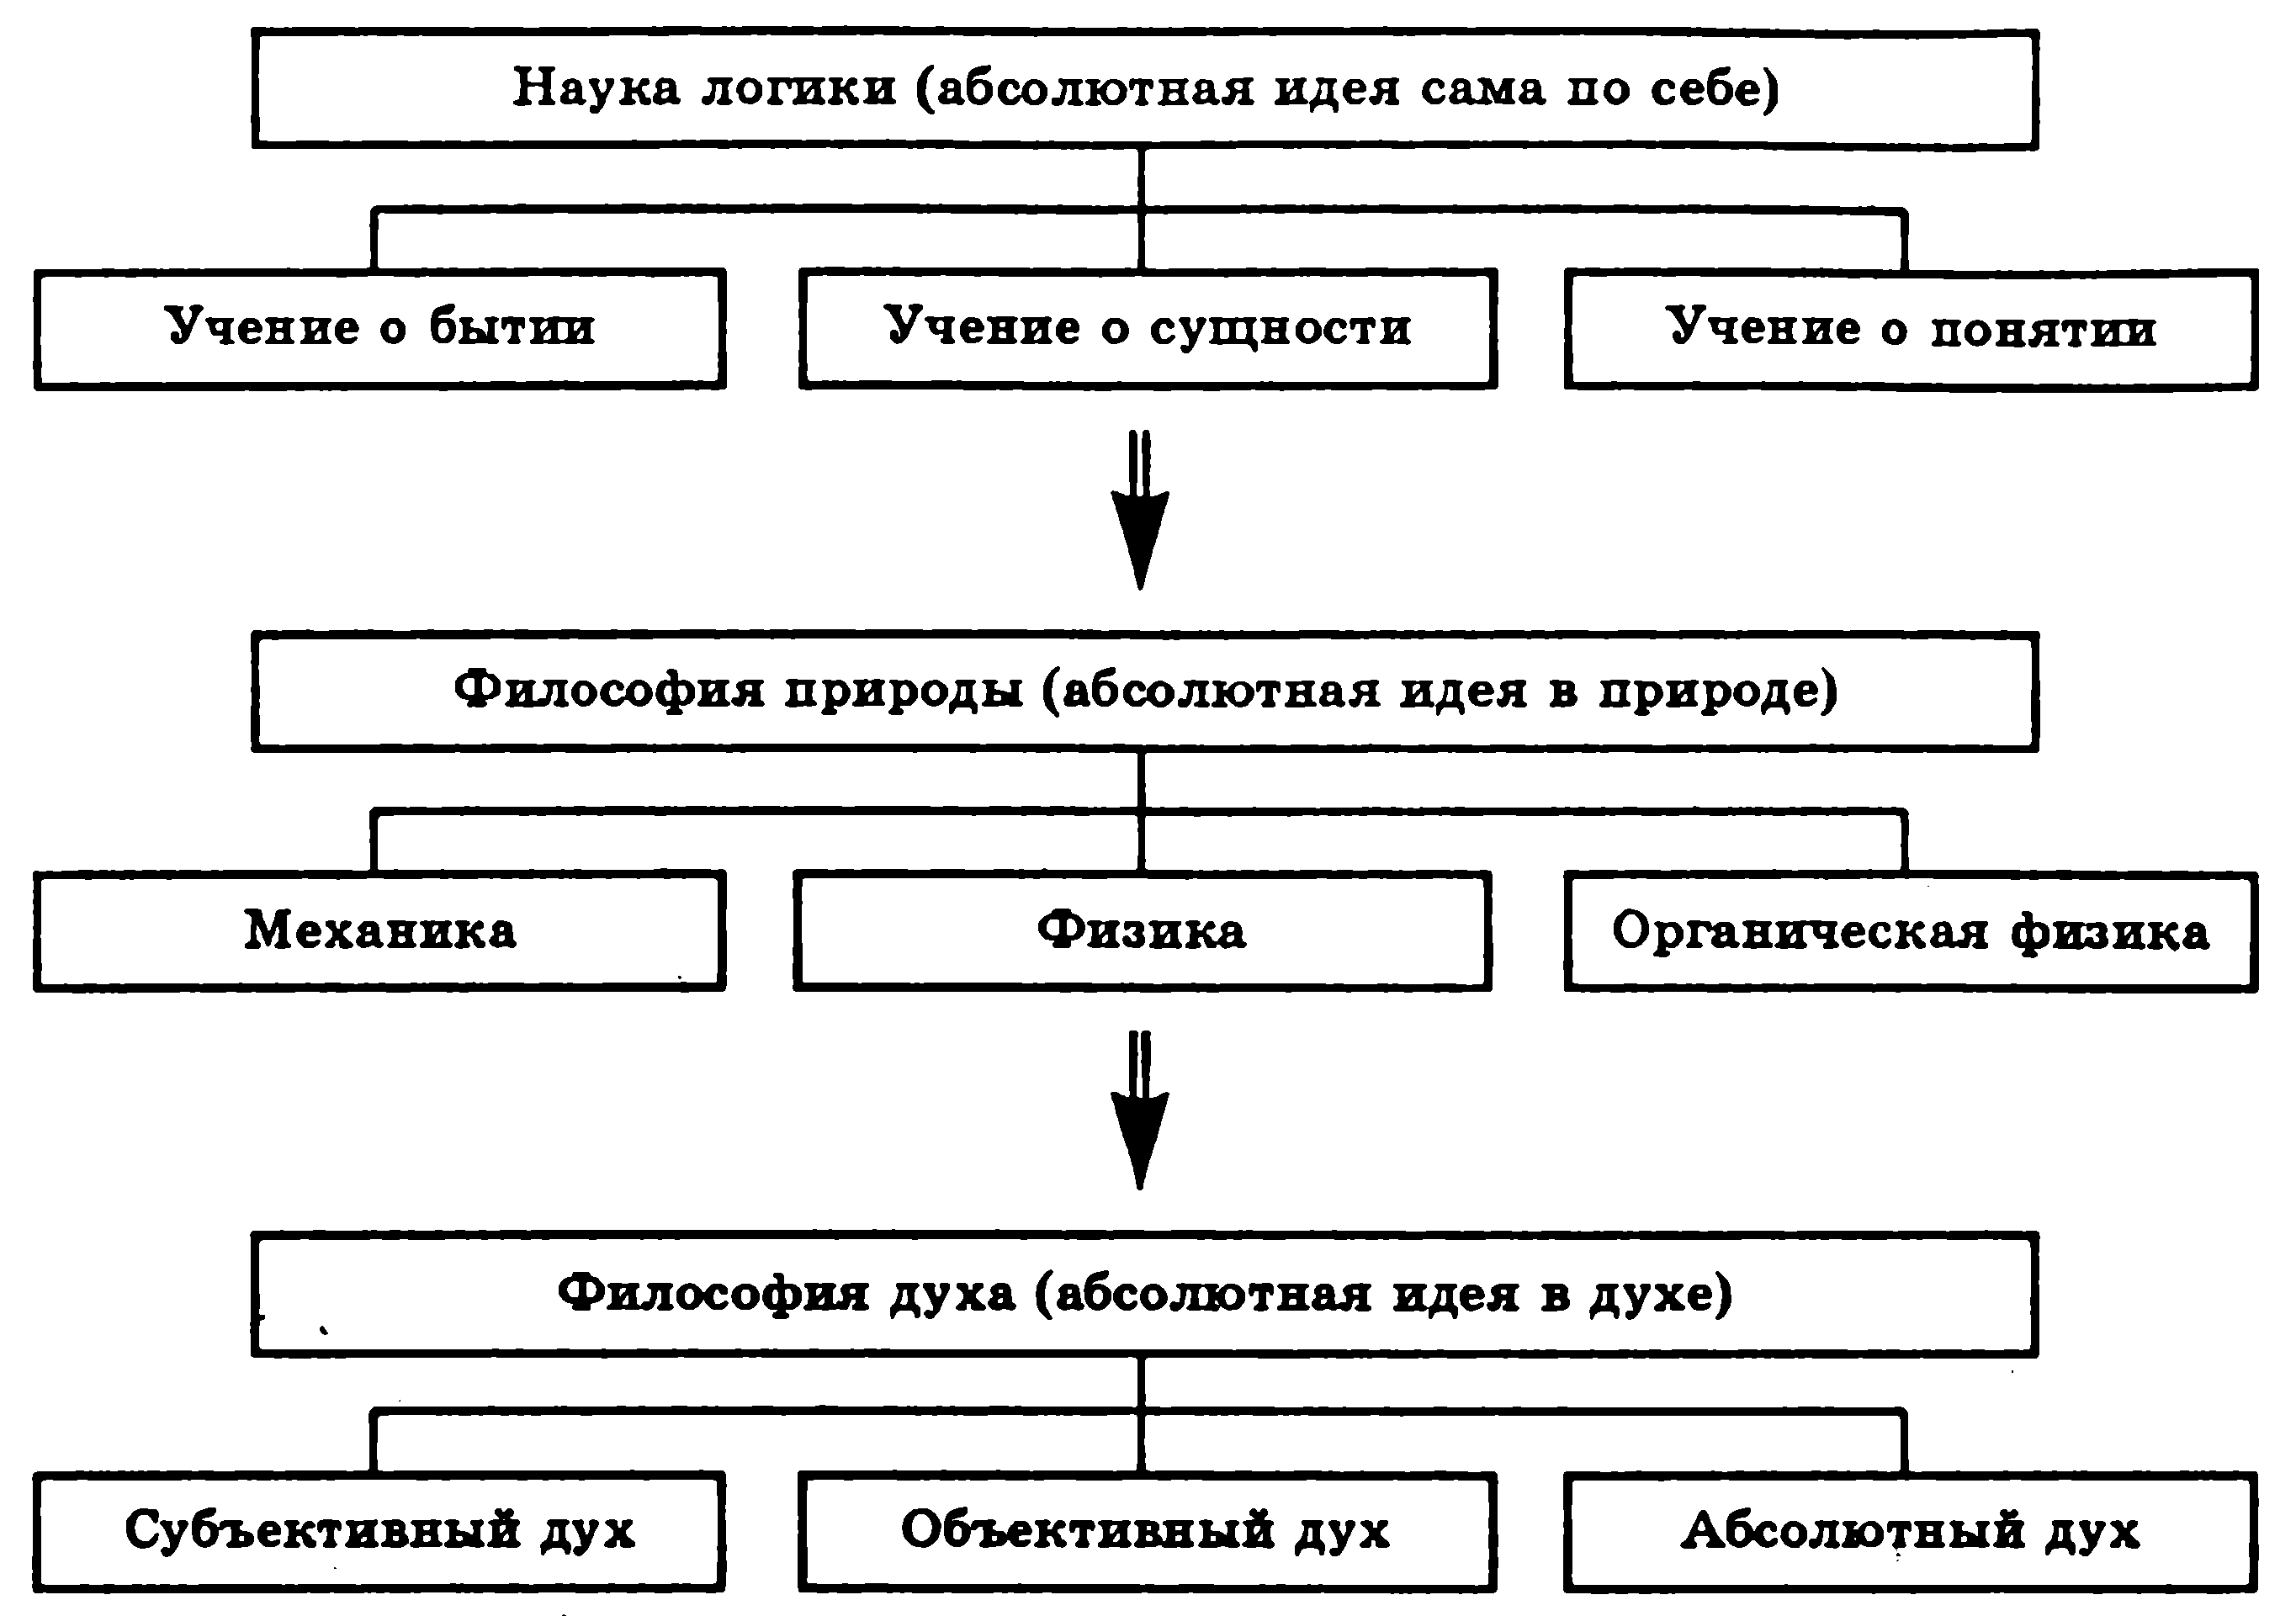 Наука логики (абсолютная идея сама по себе)
Учение о бытии
Учение о сущности
Учение о понятии
Философия природы (абсолютная идея в природе)
Механика
Физика
Органическая физика
Философия духа (абсолютная идея в духе)
Субъективный дух
Объективный дух
Абсолютный дух